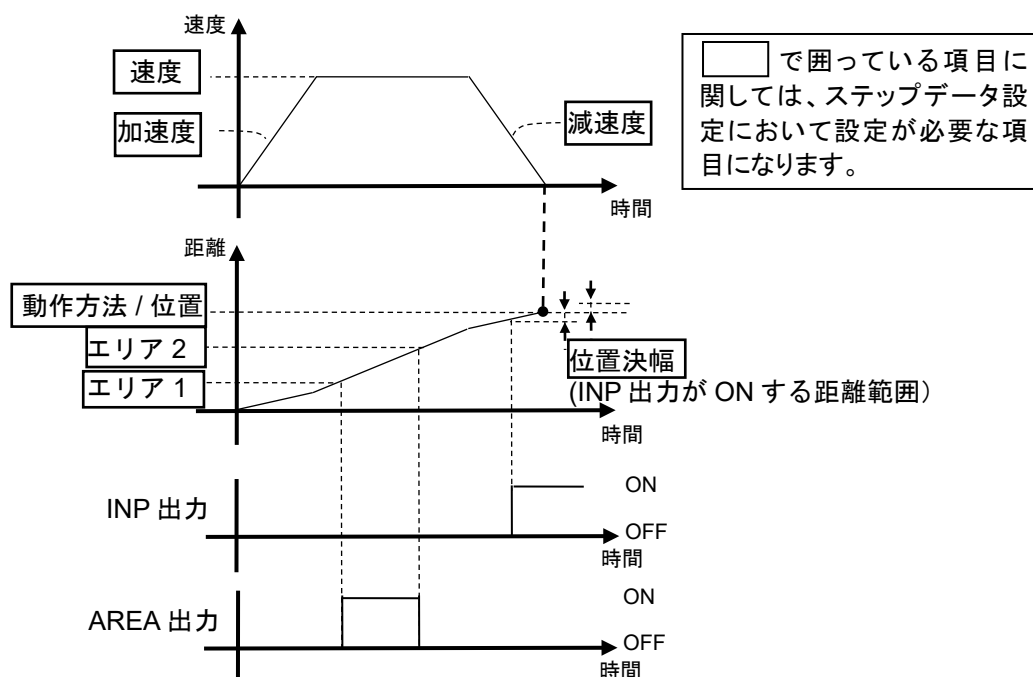 速度
速度
加速度
減速度
時間
で囲っている項目に
関しては、ステップデータ設
定において設定が必要な項
目になります。
距離
動作方法 / 位置
エリア 2
エリア 1
位置決幅
(INP 出力が ON する距離範囲)
時間
INP 出力
ON
OFF
時間
AREA 出力
ON
OFF
時間